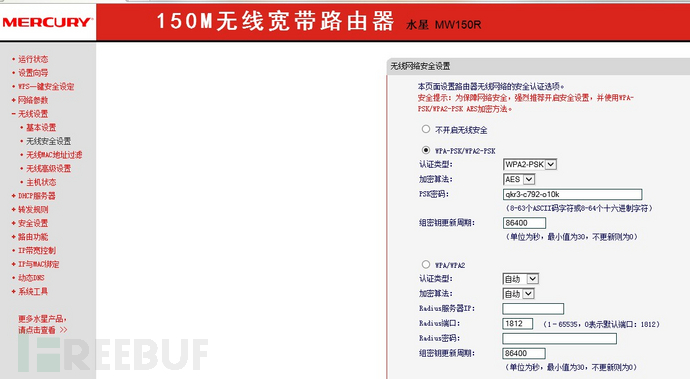 MERCURY
150M无线宽带路由器 水星 MW150R
• 运行状态
• 设置向导
• WPS一键安全设定
+ 网络参数
- 无线设置
• 基本设置
• 无线安全设置
• 无线MAC地址过滤
• 无线高级设置
• 主机状态
+ DHCP服务器
+ 转发规则
+ 安全设置
+ 路由功能
• IP带宽控制
+ IP与MAC绑定
• 动态DNS
+ 系统工具
更多水星产品，
请点击查看 >>
无线网络安全设置
本页面设置路由器无线网络的安全认证选项。
安全提示：为保障网络安全，强烈推荐开启安全设置，并使用WPA-
PSK/WPA2-PSK AES加密方法。
不开启无线安全
WPA-PSK/WPA2-PSK
认证类型： WPA2-PSK
加密算法： AES
PSK密码： qkr3-c792-o10k
（8-63个ASCII码字符或8-64个十六进制字符）
组密钥更新周期： 86400
（单位为秒，最小值为30，不更新则为0）
WPA/WPA2
认证类型： 自动
加密算法： 自动
Radius服务器IP：
Radius端口： 1812 （1-65535，0表示默认端口：1812）
Radius密码：
组密钥更新周期： 86400
（单位为秒，最小值为30，不更新则为0）
FREEBUF